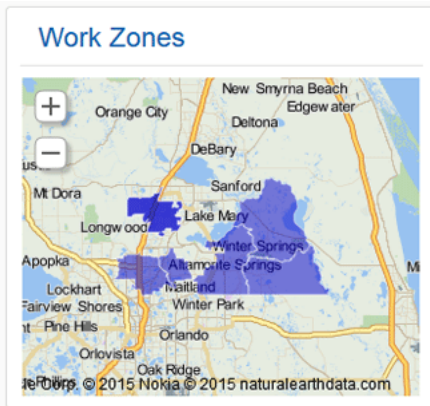 Work Zones
+
New Smyrna Beach
Orange City
Edgewater
Deltona
−
DeBary
Mt Dora
Sanford
Lake Mary
Longwood
Winter Springs
Apopka
Altamonte Springs
Lockhart
Maitland
Fairview Shores
Winter Park
Pine Hills
Orlando
Orlovista
Oak Ridge
Corp. © 2015 Nokia © 2015 naturalearthdata.com